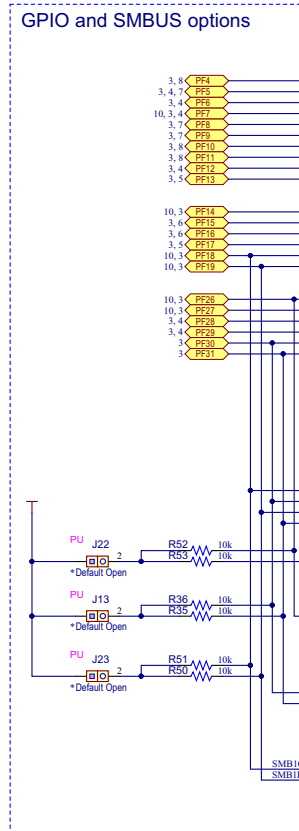 GPIO and SMBUS options
3, 8 PF4
3, 4, 7 PF5
3, 4 PF6
10, 3, 4 PF7
3, 7 PF8
3, 7 PF9
3, 8 PF10
3, 8 PF11
3, 4 PF12
3, 5 PF13
10, 3 PF14
3, 6 PF15
3, 6 PF16
3, 5 PF17
10, 3 PF18
10, 3 PF19
10, 3 PF26
10, 3 PF27
3, 4 PF28
3, 4 PF29
3 PF30
3 PF31
PU
J22
2
*Default Open
R52 10k
R53 10k
PU
J13
2
*Default Open
R36 10k
R35 10k
PU
J23
2
*Default Open
R51 10k
R50 10k